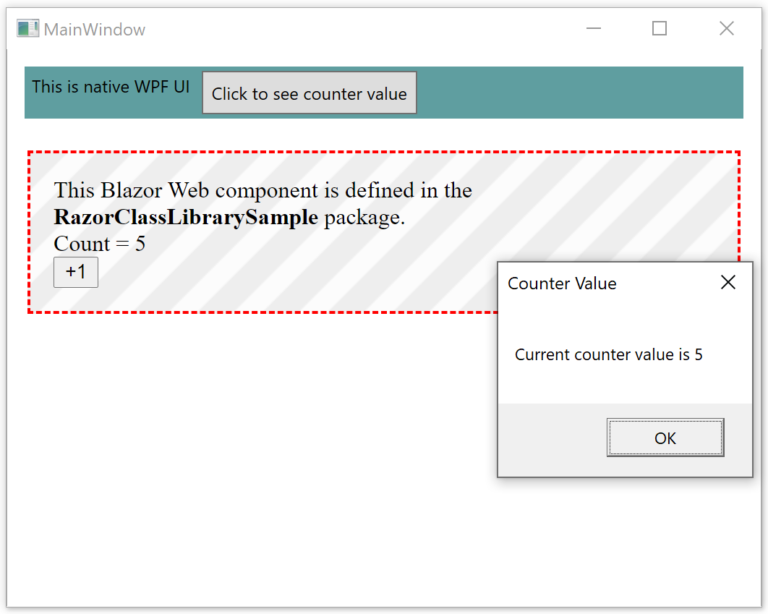 MainWindow
This is native WPF UI
Click to see counter value
This Blazor Web component is defined in the
RazorClassLibrarySample package.
Count = 5
+1
Counter Value
Current counter value is 5
OK